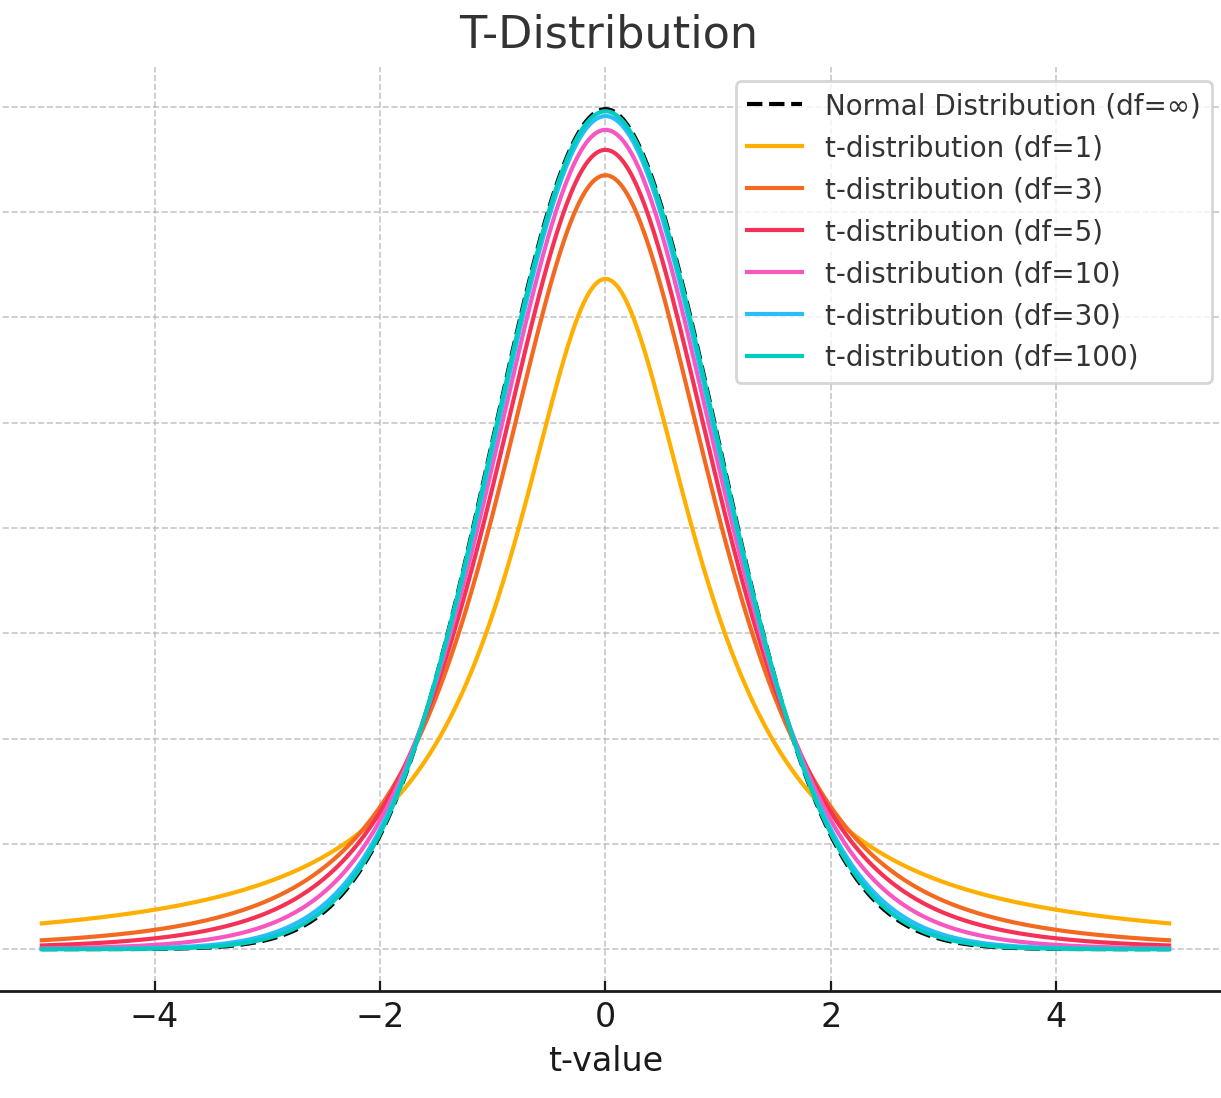 T-Distribution
Normal Distribution (df=∞)
t-distribution (df=1)
t-distribution (df=3)
t-distribution (df=5)
t-distribution (df=10)
t-distribution (df=30)
t-distribution (df=100)
−4 −2 0 2 4
t-value